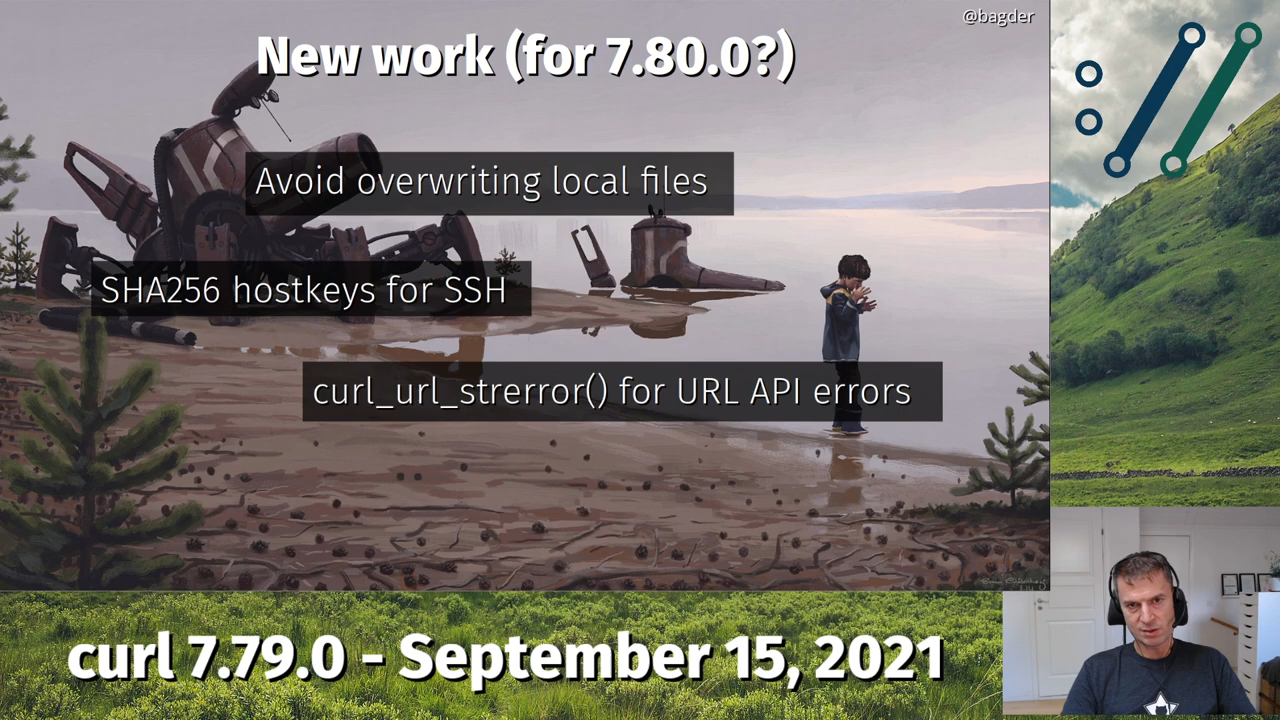 @bagder
New work (for 7.80.0?)
Avoid overwriting local files
SHA256 hostkeys for SSH
curl_url_strerror() for URL API errors
curl 7.79.0 - September 15, 2021